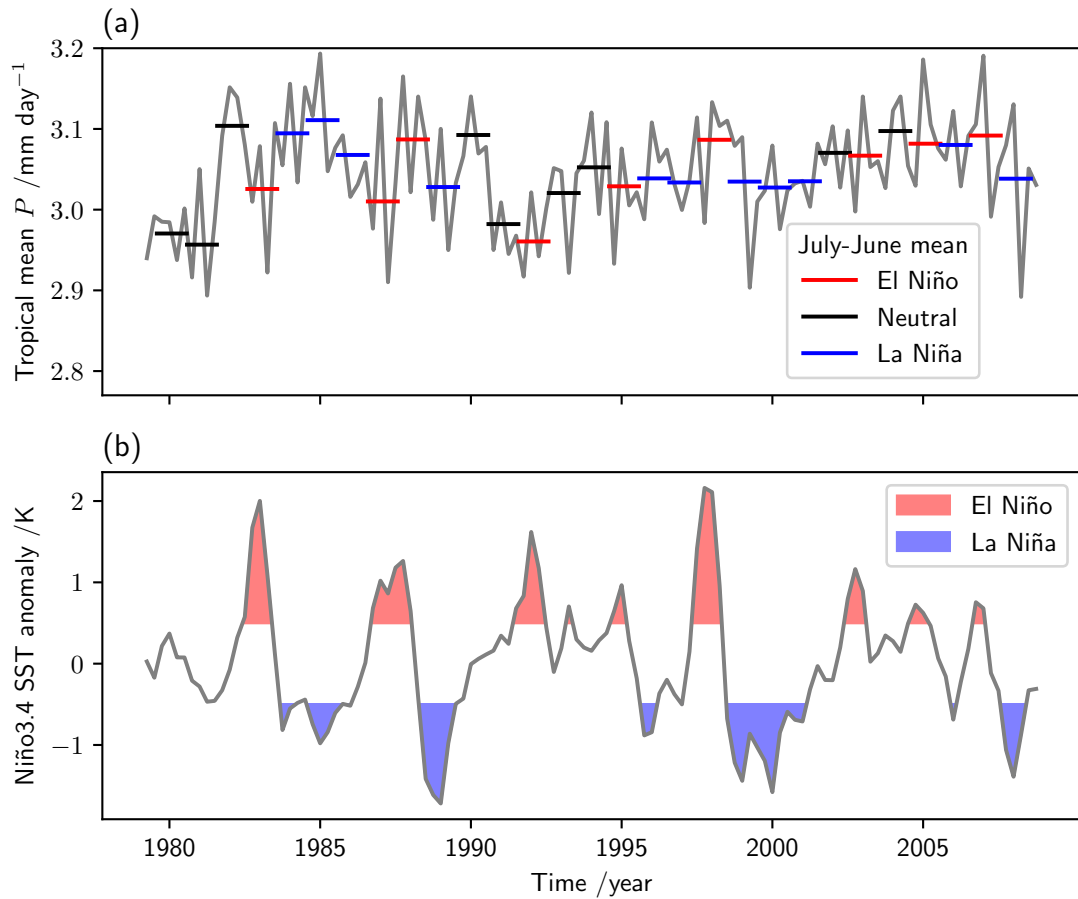 (a)
Tropical mean P /mm day⁻¹
3.2
3.1
3.0
2.9
2.8
July-June mean
El Niño
Neutral
La Niña
(b)
Niño3.4 SST anomaly /K
2
1
0
−1
El Niño
La Niña
1980 1985 1990 1995 2000 2005
Time /year